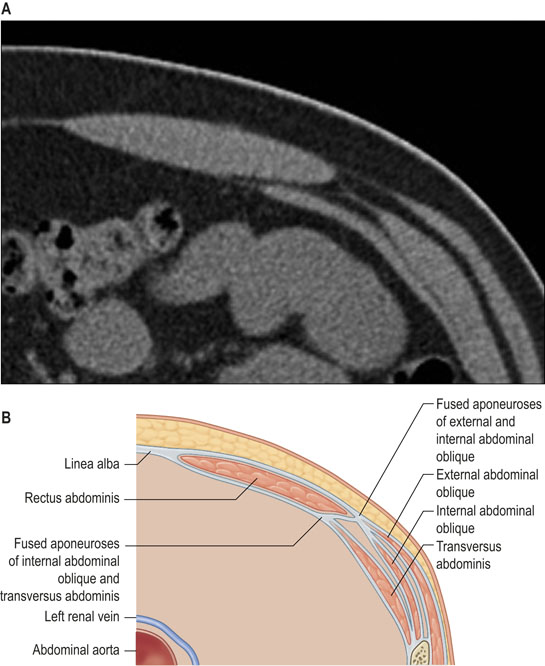 A
B
Linea alba
Rectus abdominis
Fused aponeuroses
of internal abdominal
oblique and
transversus abdominis
Left renal vein
Abdominal aorta
Fused aponeuroses
of external and
internal abdominal
oblique
External abdominal
oblique
Internal abdominal
oblique
Transversus
abdominis